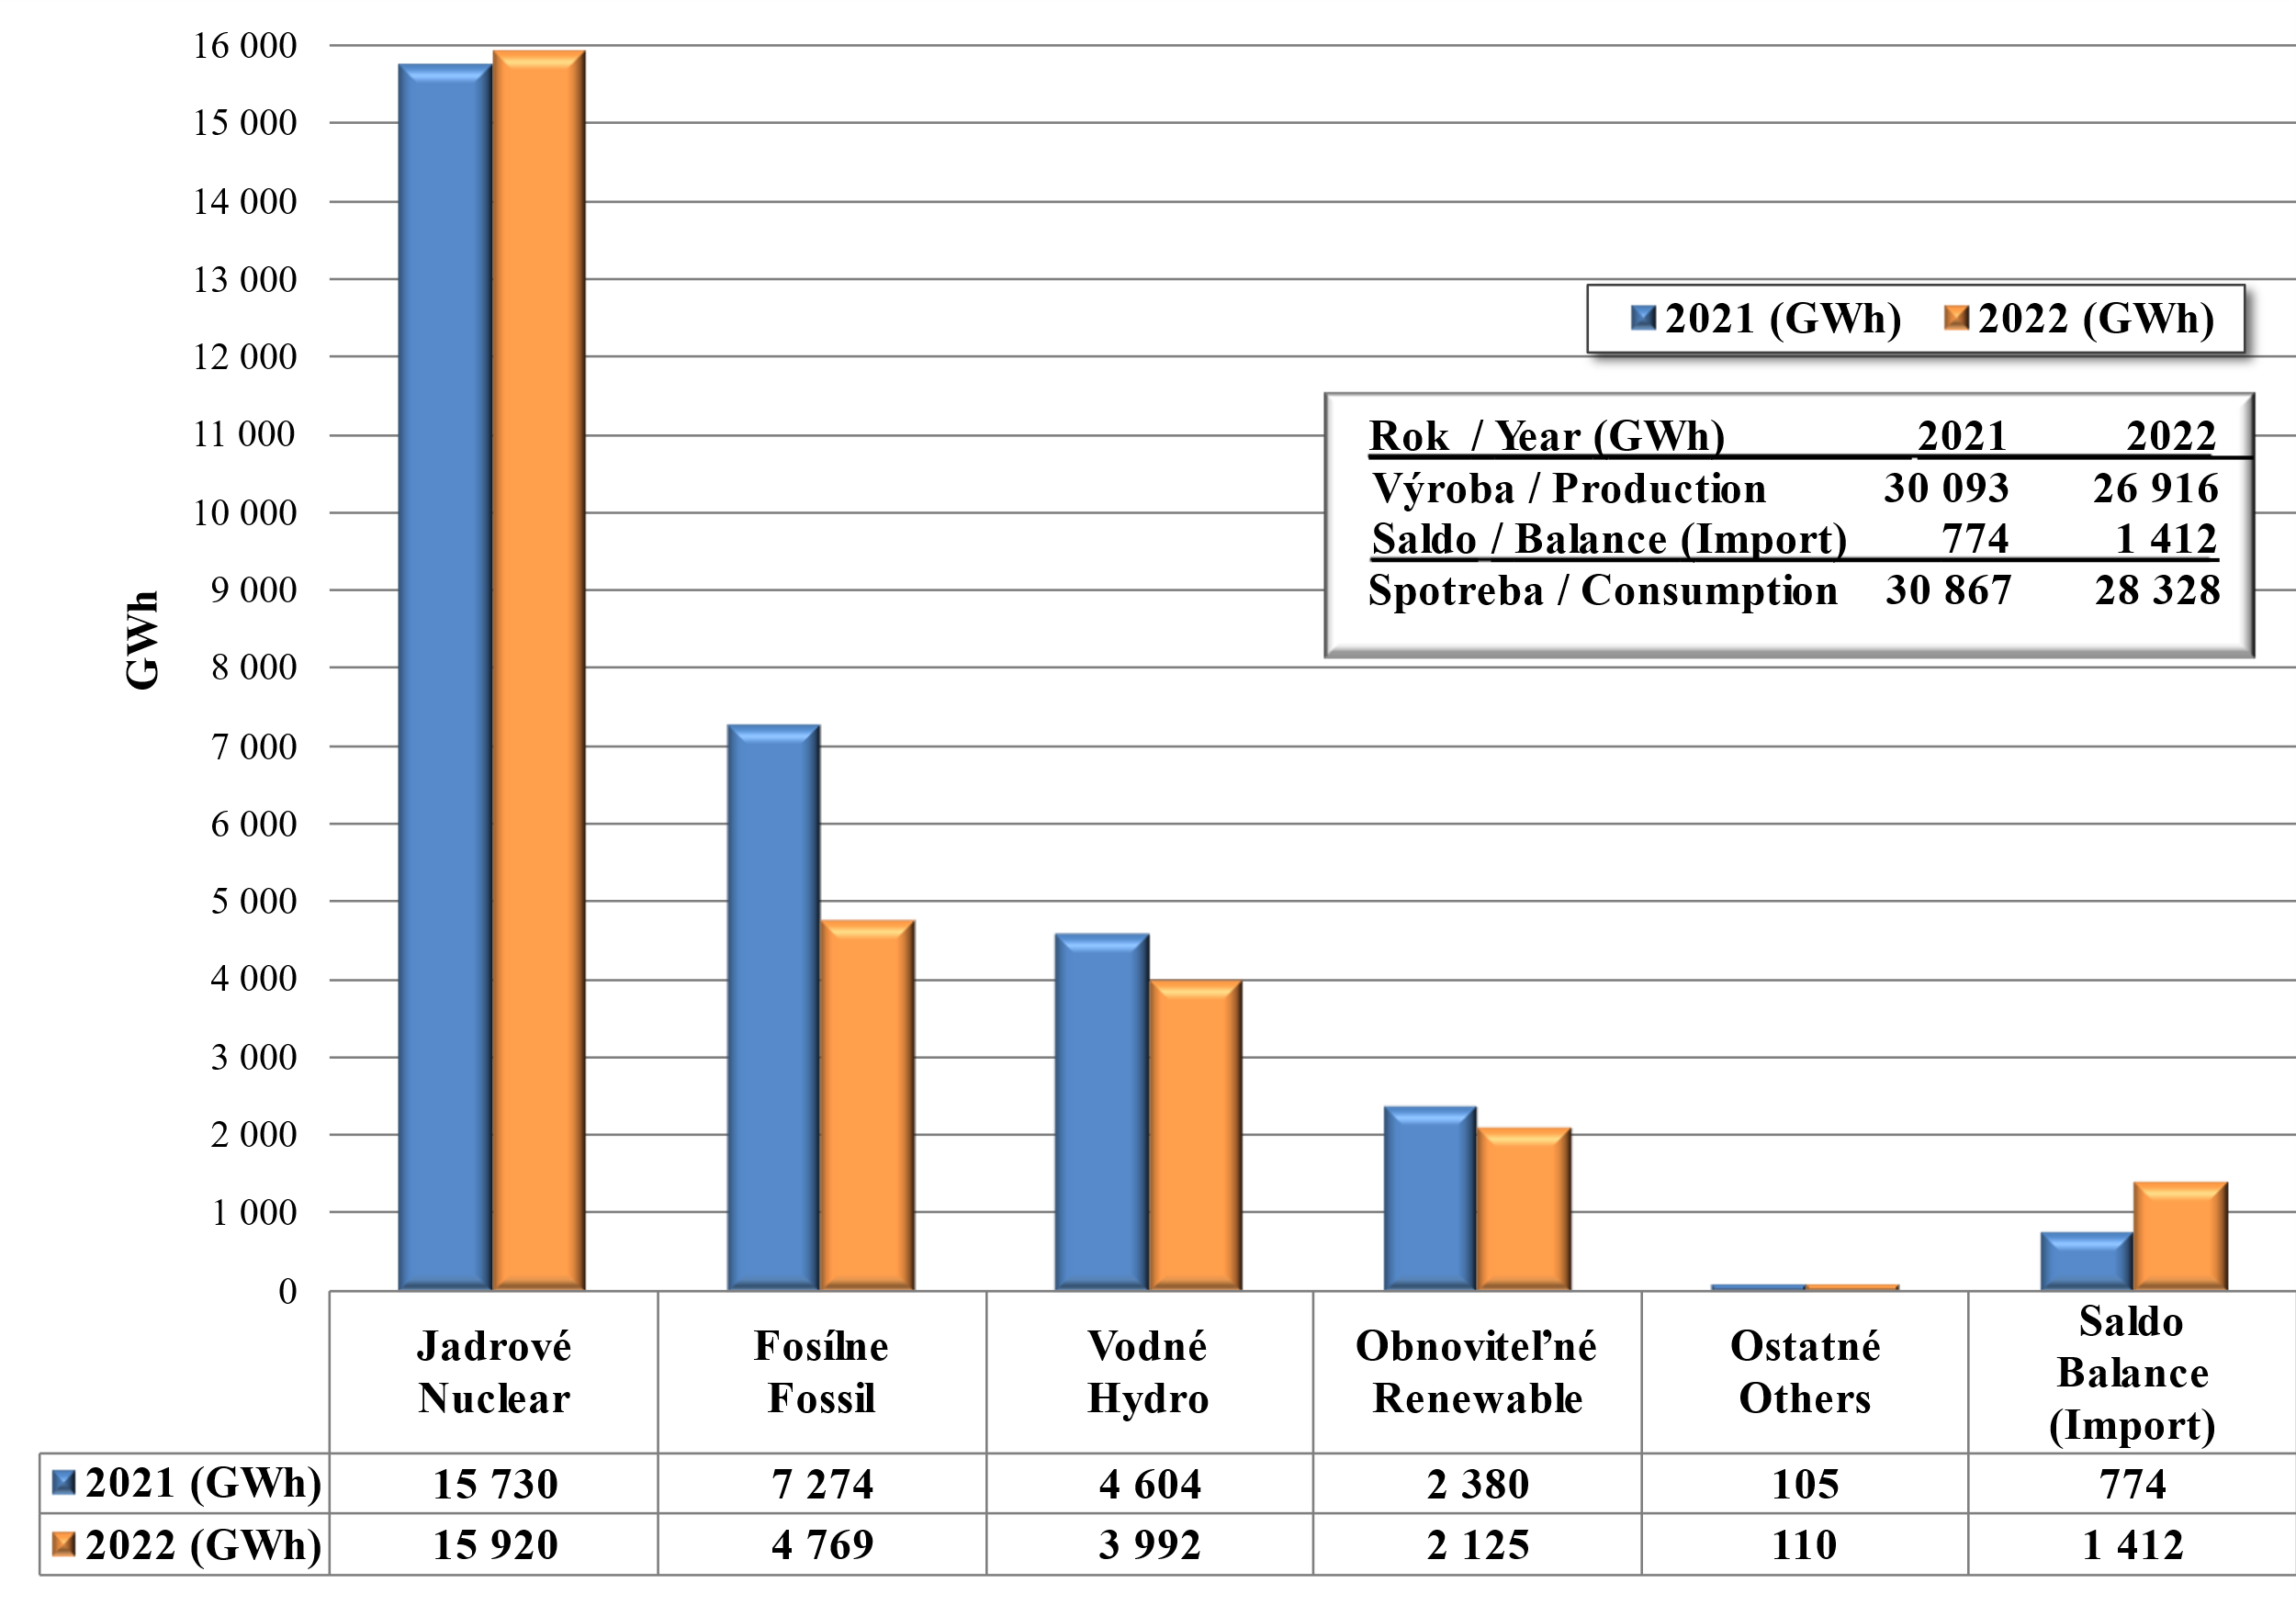 16 000
15 000
14 000
13 000
12 000
11 000
10 000
9 000
8 000
7 000
6 000
5 000
4 000
3 000
2 000
1 000
0
GWh
2021 (GWh) 2022 (GWh)
Rok / Year (GWh) 2021 2022
Výroba / Production 30 093 26 916
Saldo / Balance (Import) 774 1 412
Spotreba / Consumption 30 867 28 328
Jadrové
Nuclear
Fosílne
Fossil
Vodné
Hydro
Obnoviteľné
Renewable
Ostatné
Others
Saldo
Balance
(Import)
2021 (GWh) 15 730 7 274 4 604 2 380 105 774
2022 (GWh) 15 920 4 769 3 992 2 125 110 1 412